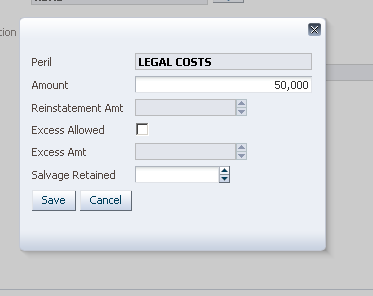 Peril LEGAL COSTS
Amount 50,000
Reinstatement Amt
Excess Allowed
Excess Amt
Salvage Retained
Save Cancel